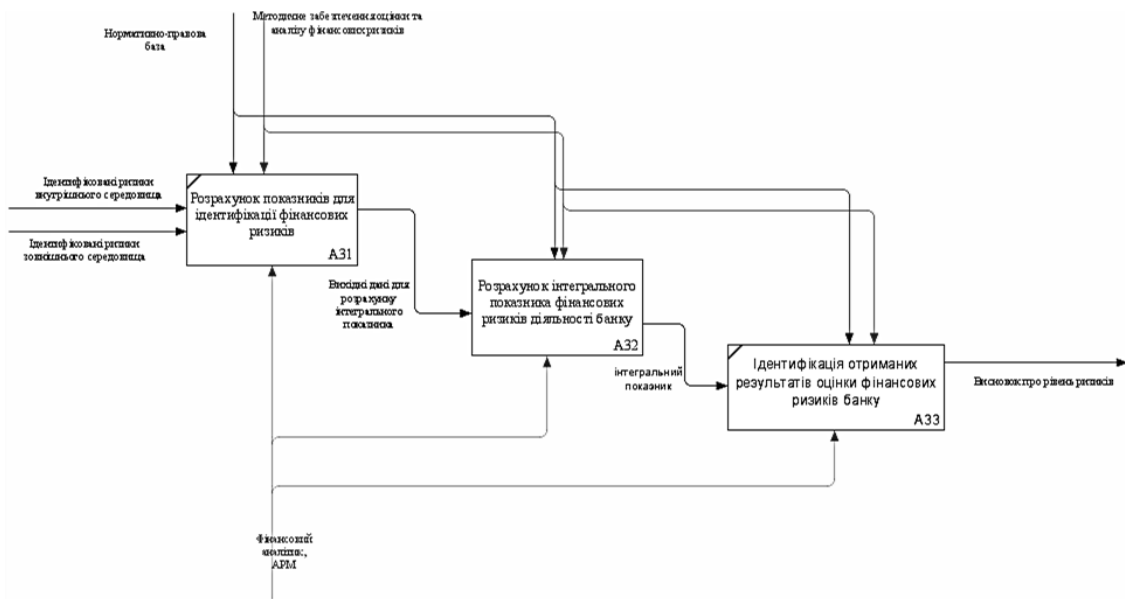 Методичне забезпечення оцінки та
аналізу фінансових ризиків
Нормативно-правова
база
Ідентифіковані ризики
внутрішнього середовища
Ідентифіковані ризики
зовнішнього середовища
Розрахунок показників для
ідентифікації фінансових
ризиків
А31
Вихідні дані для
розрахунку
інтегрального
показника
Розрахунок інтегрального
показника фінансових
ризиків діяльності банку
А32
інтегральний
показник
Ідентифікація отриманих
результатів оцінки фінансових
ризиків банку
А33
Висновок про рівень ризиків
Фінансовий
аналітик,
АРМ